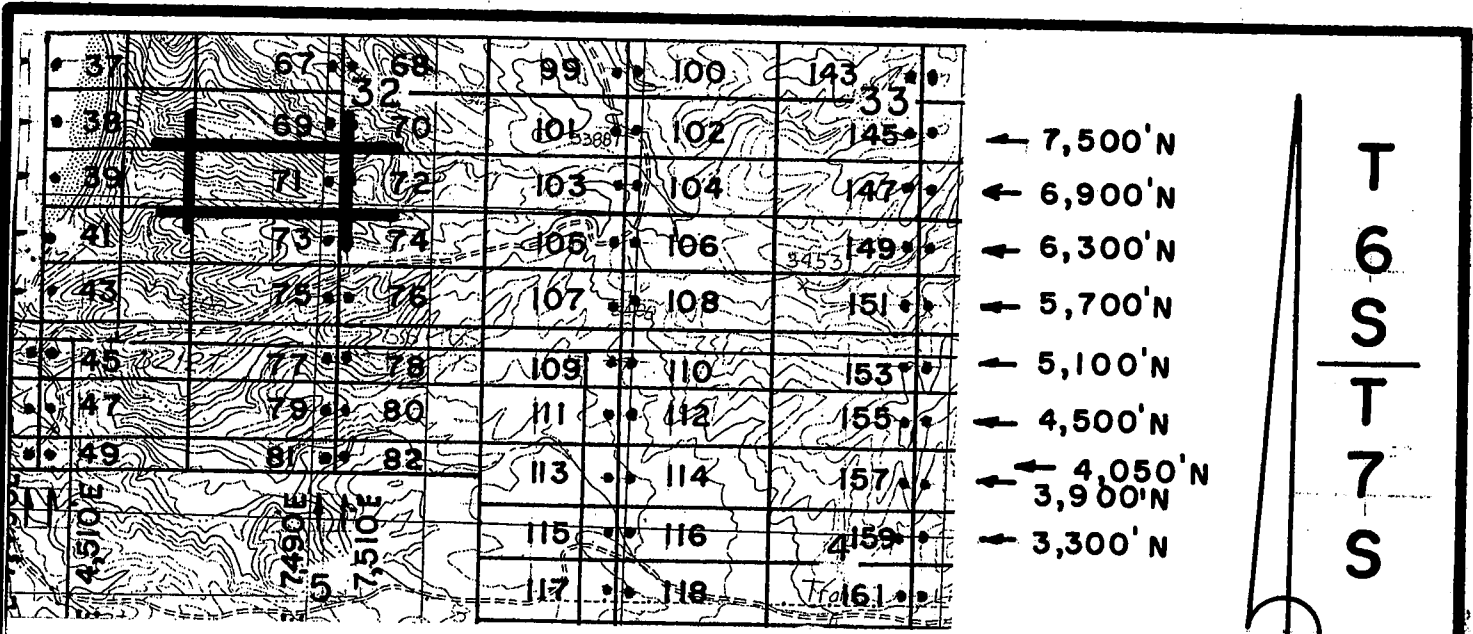 37 67 68 99 100 143
32 33
38 69 70 101 5388 102 145 ← 7,500'N
39 71 72 103 104 147 ← 6,900'N
41 73 74 105 106 149 ← 6,300'N
3453
43 75 76 107 108 151 ← 5,700'N
45 77 78 109 110 153 ← 5,100'N
47 79 80 111 112 155 ← 4,500'N
49 81 82 113 114 157 ← 4,050'N
← 3,900'N
115 116 4 159 ← 3,300'N
4,510'E 7,490'E 7,510'E
5
117 118 161
T
6
S
T
7
S